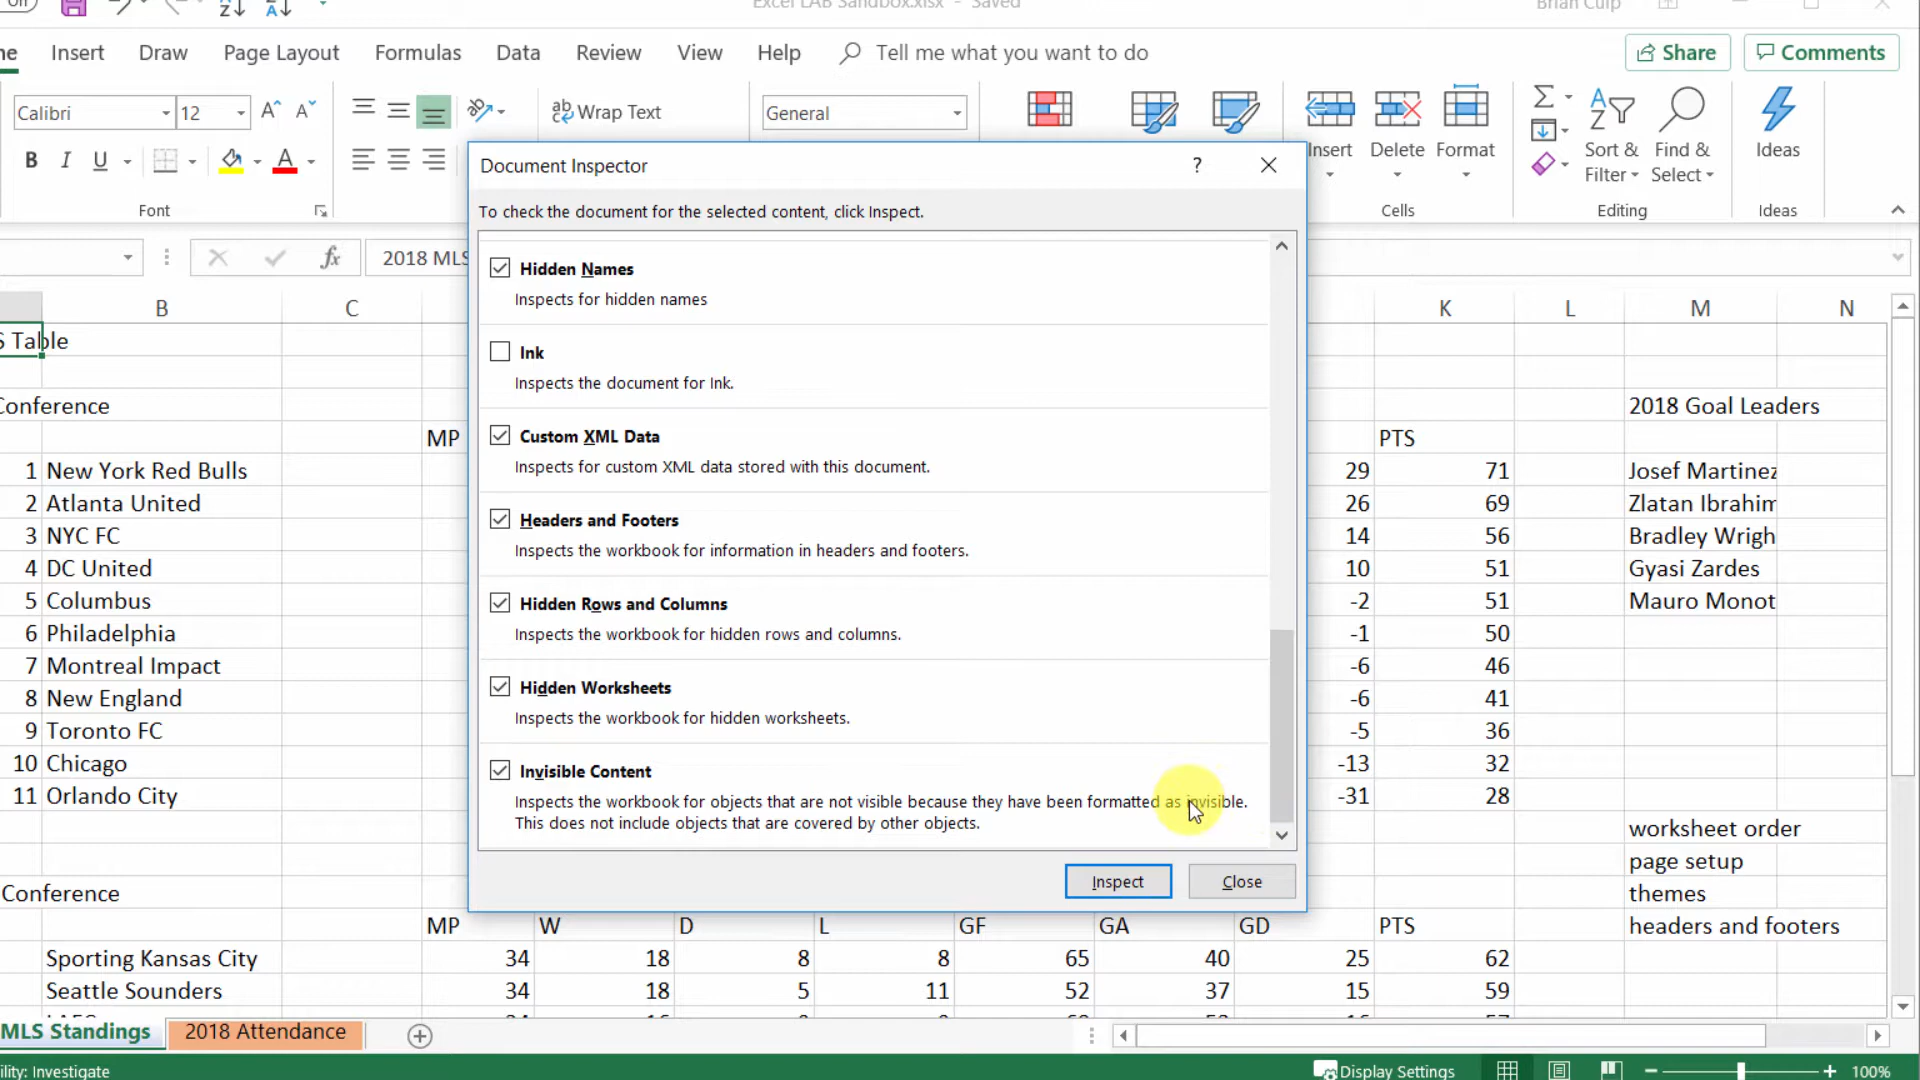 Off
Excel LAB Sandbox.xlsx - Saved
Brian Culp
me Insert Draw Page Layout Formulas Data Review View Help Tell me what you want to do Share Comments
Calibri 12 Wrap Text General
Insert Delete Format Sort & Filter Find & Select Ideas
Font Cells Editing Ideas
Document Inspector
To check the document for the selected content, click Inspect.
Hidden Names
Inspects for hidden names
Ink
Inspects the document for Ink.
Custom XML Data
Inspects for custom XML data stored with this document.
Headers and Footers
Inspects the workbook for information in headers and footers.
Hidden Rows and Columns
Inspects the workbook for hidden rows and columns.
Hidden Worksheets
Inspects the workbook for hidden worksheets.
Invisible Content
Inspects the workbook for objects that are not visible because they have been formatted as invisible.
This does not include objects that are covered by other objects.
Inspect Close
2018 MLS
B C K L M N
S Table
Conference 2018 Goal Leaders
MP PTS
1 New York Red Bulls 29 71 Josef Martinez
2 Atlanta United 26 69 Zlatan Ibrahim
3 NYC FC 14 56 Bradley Wrigh
4 DC United 10 51 Gyasi Zardes
5 Columbus -2 51 Mauro Monot
6 Philadelphia -1 50
7 Montreal Impact -6 46
8 New England -6 41
9 Toronto FC -5 36
10 Chicago -13 32
11 Orlando City -31 28
worksheet order
page setup
Conference themes
MP W D L GF GA GD PTS headers and footers
Sporting Kansas City 34 18 8 8 65 40 25 62
Seattle Sounders 34 18 5 11 52 37 15 59
MLS Standings 2018 Attendance
ility: Investigate Display Settings 100%